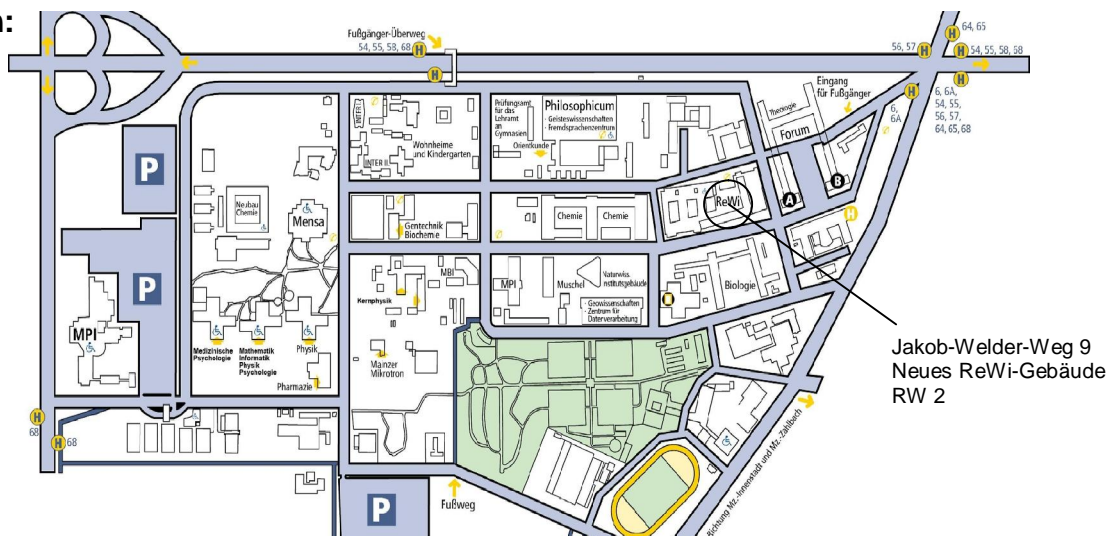 Fußgänger-Überweg
54, 55, 58, 68 H
H
64, 65
H
56, 57 H
H 54, 55, 58, 68
H
H
6, 6A,
54, 55,
56, 57,
64, 65, 68
6,
6A
Eingang
für Fußgänger
P
INTER I
INTER II
Wohnheime
und Kindergarten
Prüfungsamt
für das
Lehramt
an
Gymnasien
Orientkunde
Philosophicum
· Geisteswissenschaften
· Fremdsprachenzentrum
Theologie
Forum
A
B
ReWi
H
Neubau
Chemie
Mensa
Gentechnik
Biochemie
Chemie
Chemie
P
MPI
Kernphysik
MBI
MPI
Muschel
Naturwiss.
Institutsgebäude
· Geowissenschaften
· Zentrum für
Datenverarbeitung
Biologie
Medizinische
Psychologie
Mathematik
Informatik
Physik
Psychologie
Physik
Pharmazie
Mainzer
Mikrotron
Jakob-Welder-Weg 9
Neues ReWi-Gebäude
RW 2
H
68
H 68
P
Fußweg
Richtung Mz.-Innenstadt und Mz.-Zahlbach